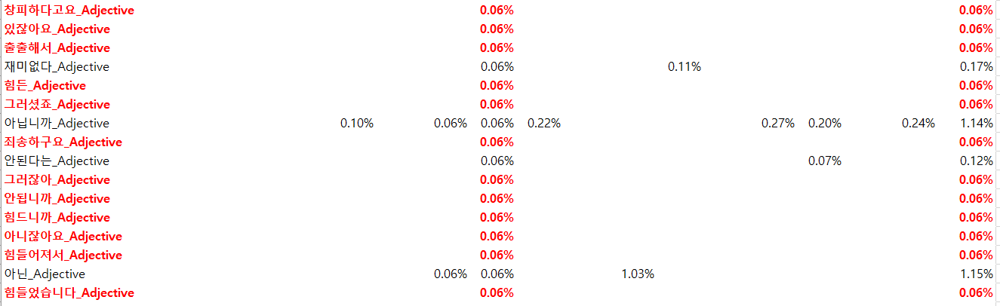 창피하다고요_Adjective 0.06% 0.06%
있잖아요_Adjective 0.06% 0.06%
출출해서_Adjective 0.06% 0.06%
재미없다_Adjective 0.06% 0.11% 0.17%
힘든_Adjective 0.06% 0.06%
그러셨죠_Adjective 0.06% 0.06%
아닙니까_Adjective 0.10% 0.06% 0.06% 0.22% 0.27% 0.20% 0.24% 1.14%
죄송하구요_Adjective 0.06% 0.06%
안된다는_Adjective 0.06% 0.07% 0.12%
그러잖아_Adjective 0.06% 0.06%
안됩니까_Adjective 0.06% 0.06%
힘드니까_Adjective 0.06% 0.06%
아니잖아요_Adjective 0.06% 0.06%
힘들어져서_Adjective 0.06% 0.06%
아닌_Adjective 0.06% 0.06% 1.03% 1.15%
힘들었습니다_Adjective 0.06% 0.06%